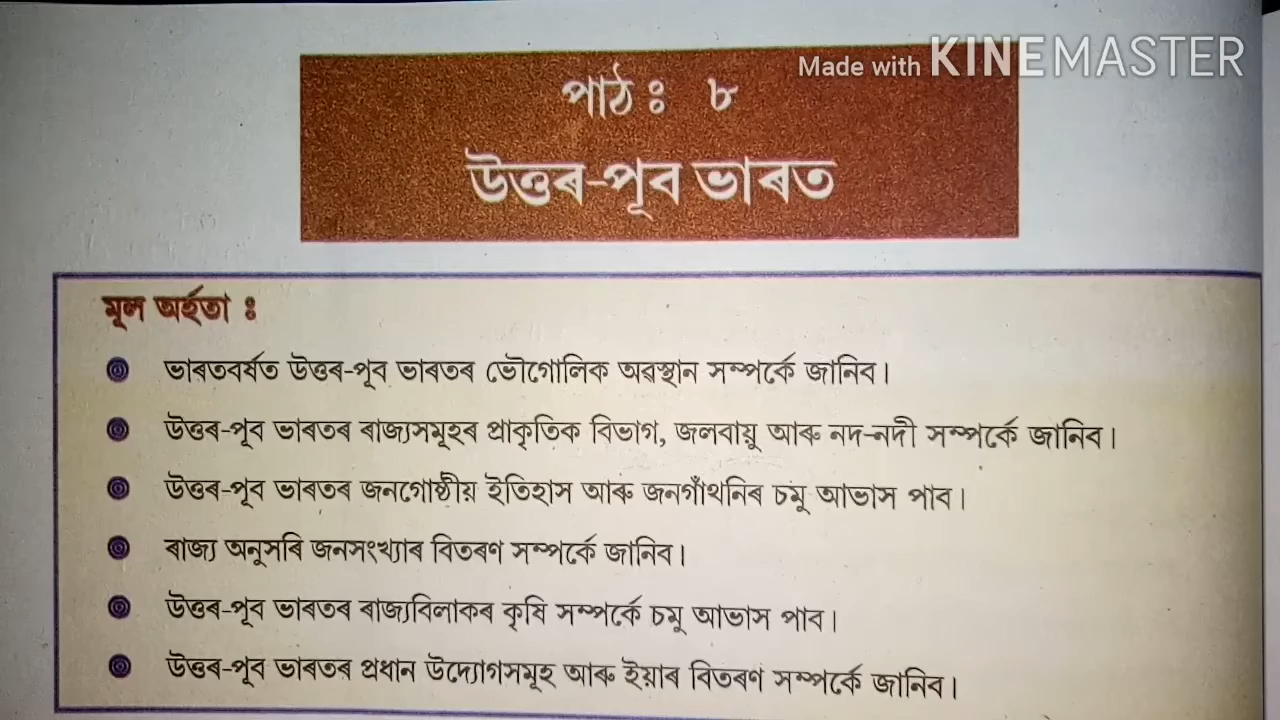 Made with KINEMASTER
পাঠ ঃ ৮
উত্তৰ-পূব ভাৰত
মূল অৰ্হতা ঃ
ভাৰতবৰ্ষত উত্তৰ-পূব ভাৰতৰ ভৌগোলিক অৱস্থান সম্পৰ্কে জানিব।
উত্তৰ-পূব ভাৰতৰ ৰাজ্যসমূহৰ প্ৰাকৃতিক বিভাগ, জলবায়ু আৰু নদ-নদী সম্পৰ্কে জানিব।
উত্তৰ-পূব ভাৰতৰ জনগোষ্ঠীয় ইতিহাস আৰু জনগাঁথনিৰ চমু আভাস পাব।
ৰাজ্য অনুসৰি জনসংখ্যাৰ বিতৰণ সম্পৰ্কে জানিব।
উত্তৰ-পূব ভাৰতৰ ৰাজ্যবিলাকৰ কৃষি সম্পৰ্কে চমু আভাস পাব।
উত্তৰ-পূব ভাৰতৰ প্ৰধান উদ্যোগসমূহ আৰু ইয়াৰ বিতৰণ সম্পৰ্কে জানিব।